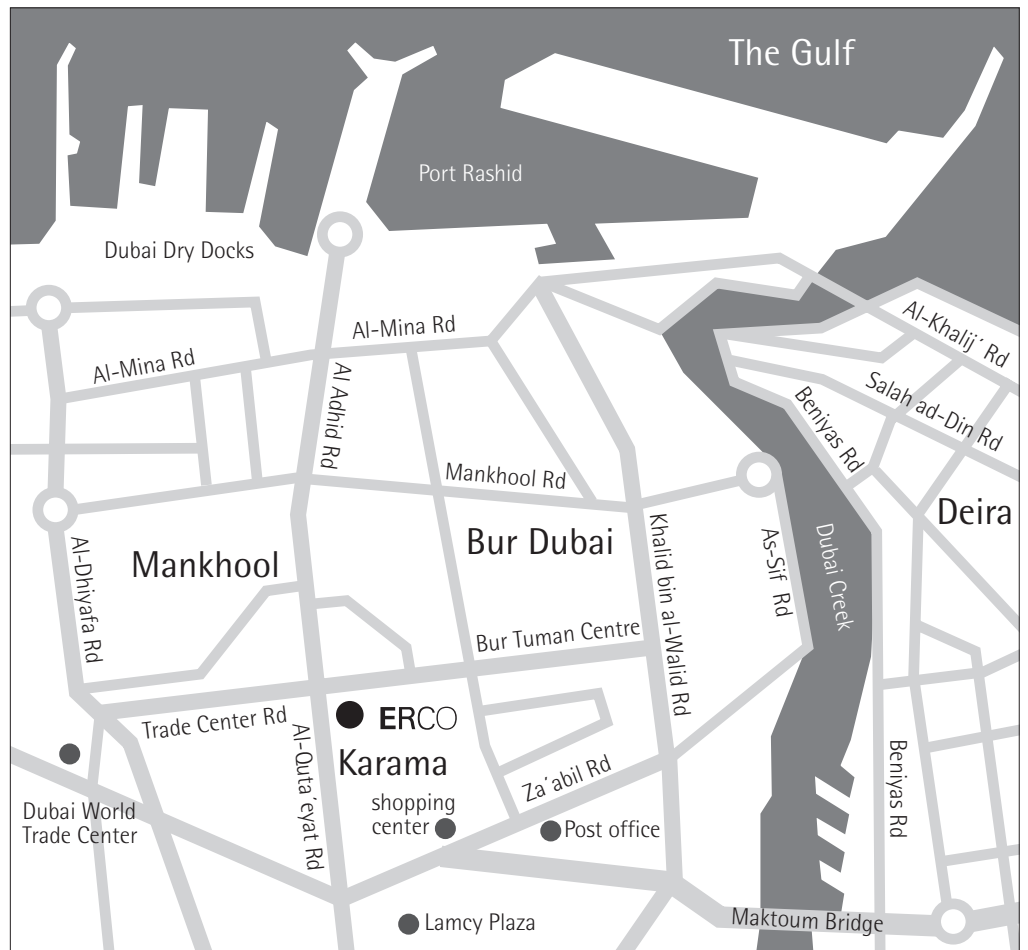 The Gulf
Port Rashid
Dubai Dry Docks
Al-Mina Rd
Al-Khalij´ Rd
Al-Mina Rd
Al Adhid Rd
Salah ad-Din Rd
Beniyas Rd
Mankhool Rd
Deira
Bur Dubai
Mankhool
Khalid bin al-Walid Rd
As-Sif Rd
Dubai Creek
Al-Dhiyafa Rd
Bur Tuman Centre
Trade Center Rd
ERCO
Al-Quta´eyat Rd
Karama
Za´abil Rd
Beniyas Rd
shopping
center
Dubai World
Trade Center
Post office
Lamcy Plaza
Maktoum Bridge